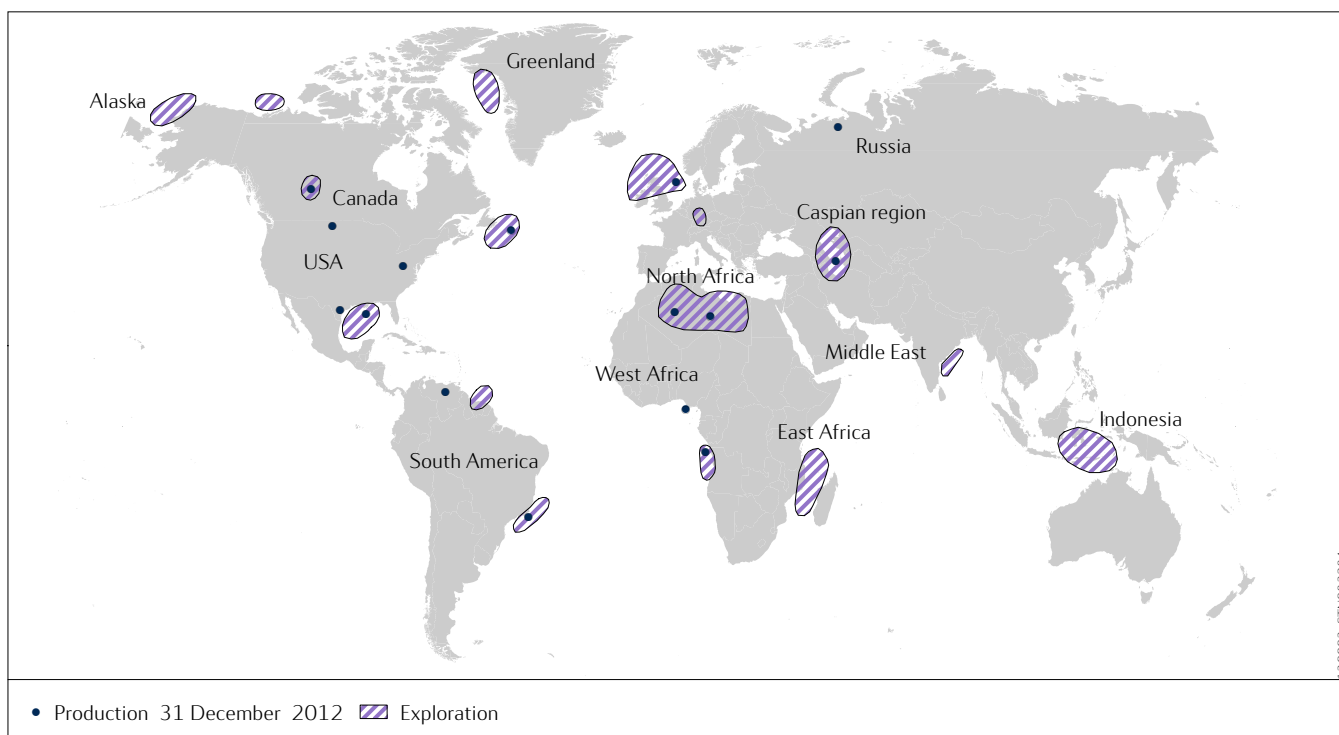 Greenland
Alaska
Russia
Canada
Caspian region
USA
North Africa
Middle East
West Africa
Indonesia
East Africa
South America
Production 31 December 2012 Exploration